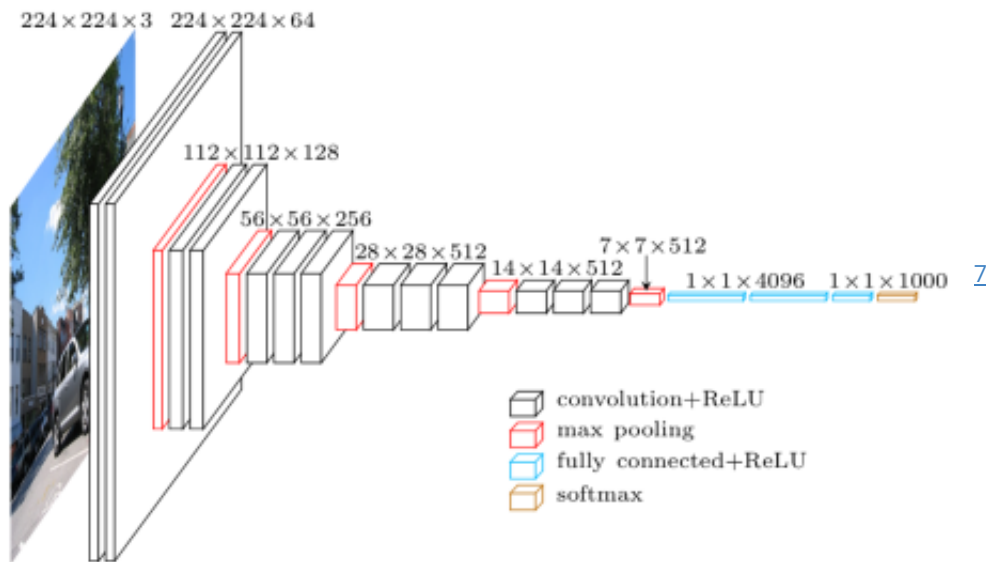 224 × 224 × 3
224 × 224 × 64
112 × 112 × 128
56 × 56 × 256
28 × 28 × 512
14 × 14 × 512
7 × 7 × 512
1 × 1 × 4096
1 × 1 × 1000
7
convolution+ReLU
max pooling
fully connected+ReLU
softmax